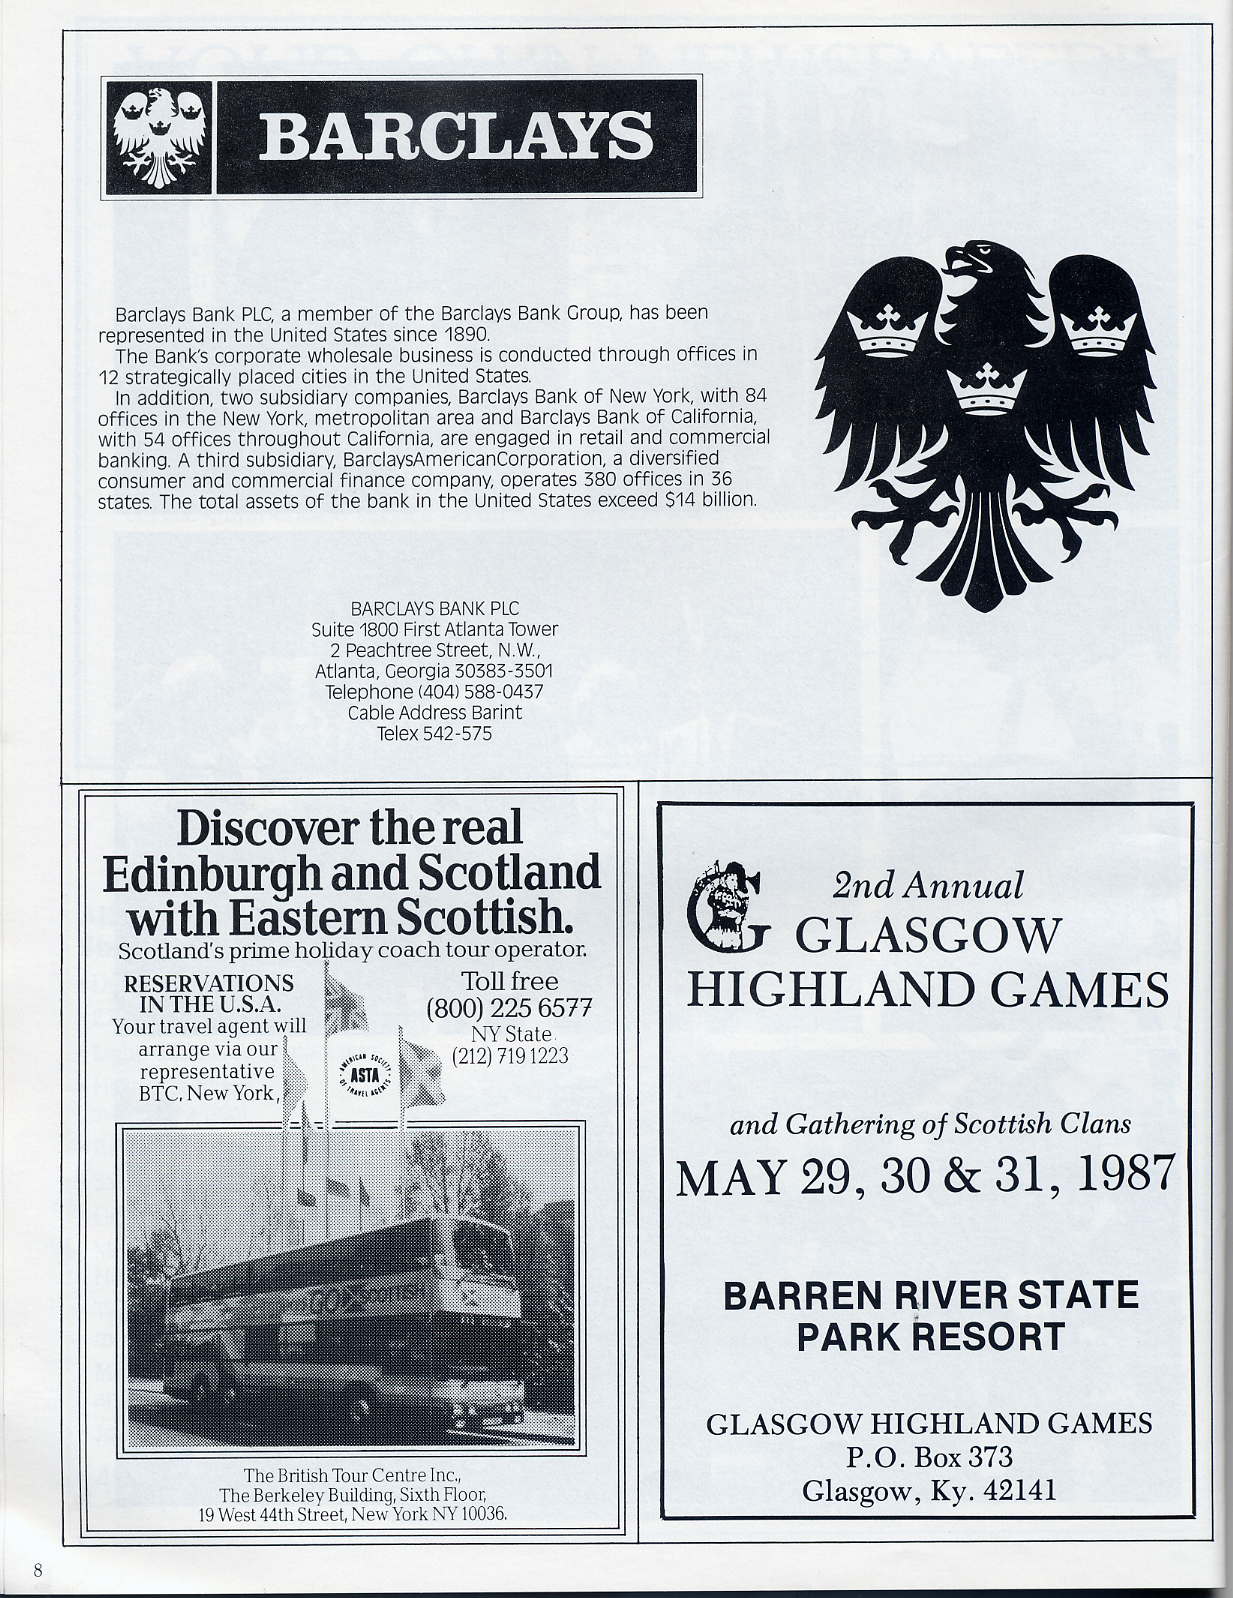 BARCLAYS
Barclays Bank PLC, a member of the Barclays Bank Group, has been
represented in the United States since 1890.
The Bank's corporate wholesale business is conducted through offices in
12 strategically placed cities in the United States.
In addition, two subsidiary companies, Barclays Bank of New York, with 84
offices in the New York, metropolitan area and Barclays Bank of California,
with 54 offices throughout California, are engaged in retail and commercial
banking. A third subsidiary, BarclaysAmericanCorporation, a diversified
consumer and commercial finance company, operates 380 offices in 36
states. The total assets of the bank in the United States exceed $14 billion.
BARCLAYS BANK PLC
Suite 1800 First Atlanta Tower
2 Peachtree Street, N.W.,
Atlanta, Georgia 30383-3501
Telephone (404) 588-0437
Cable Address Barint
Telex 542-575
Discover the real
Edinburgh and Scotland
with Eastern Scottish.
Scotland's prime holiday coach tour operator.
RESERVATIONS
IN THE U.S.A.
Your travel agent will
arrange via our
representative
BTC, New York,
Toll free
(800) 225 6577
NY State
(212) 719 1223
AMERICAN SOCIETY
ASTA
OF TRAVEL AGENTS
The British Tour Centre Inc.,
The Berkeley Building, Sixth Floor,
19 West 44th Street, New York NY 10036.
G
2nd Annual
GLASGOW
HIGHLAND GAMES
and Gathering of Scottish Clans
MAY 29, 30 & 31, 1987
BARREN RIVER STATE
PARK RESORT
GLASGOW HIGHLAND GAMES
P.O. Box 373
Glasgow, Ky. 42141
8